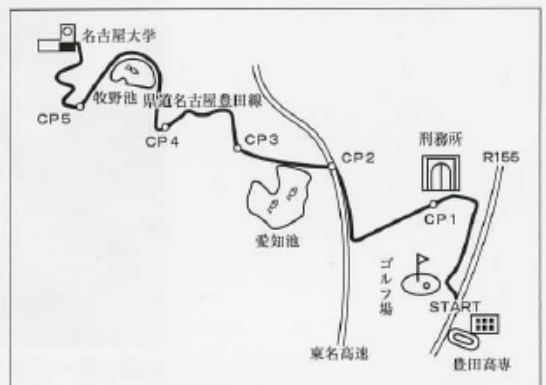 名古屋大学
牧野池
県道名古屋豊田線
CP5
CP4
CP3
CP2
刑務所
R155
CP1
愛知池
ゴルフ場
START
東名高速
豊田高専